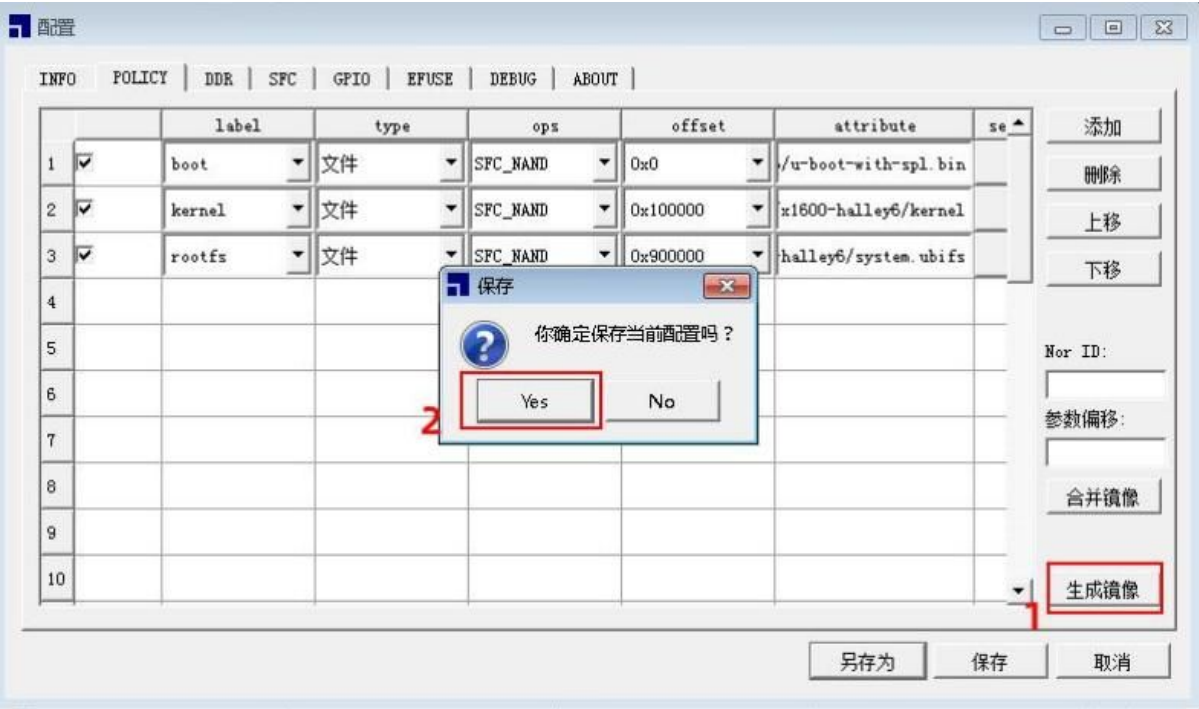 配置
INFO POLICY DDR SFC GPIO EFUSE DEBUG ABOUT
label type ops offset attribute se
1 boot 文件 SFC_NAND 0x0 /u-boot-with-spl.bin
2 kernel 文件 SFC_NAND 0x100000 x1600-halley6/kernel
3 rootfs 文件 SFC_NAND 0x900000 halley6/system.ubifs
4
5
6
7
8
9
10
添加
删除
上移
下移
Nor ID:
参数偏移:
合并镜像
生成镜像
1
保存
你确定保存当前配置吗？
Yes No
2
另存为 保存 取消